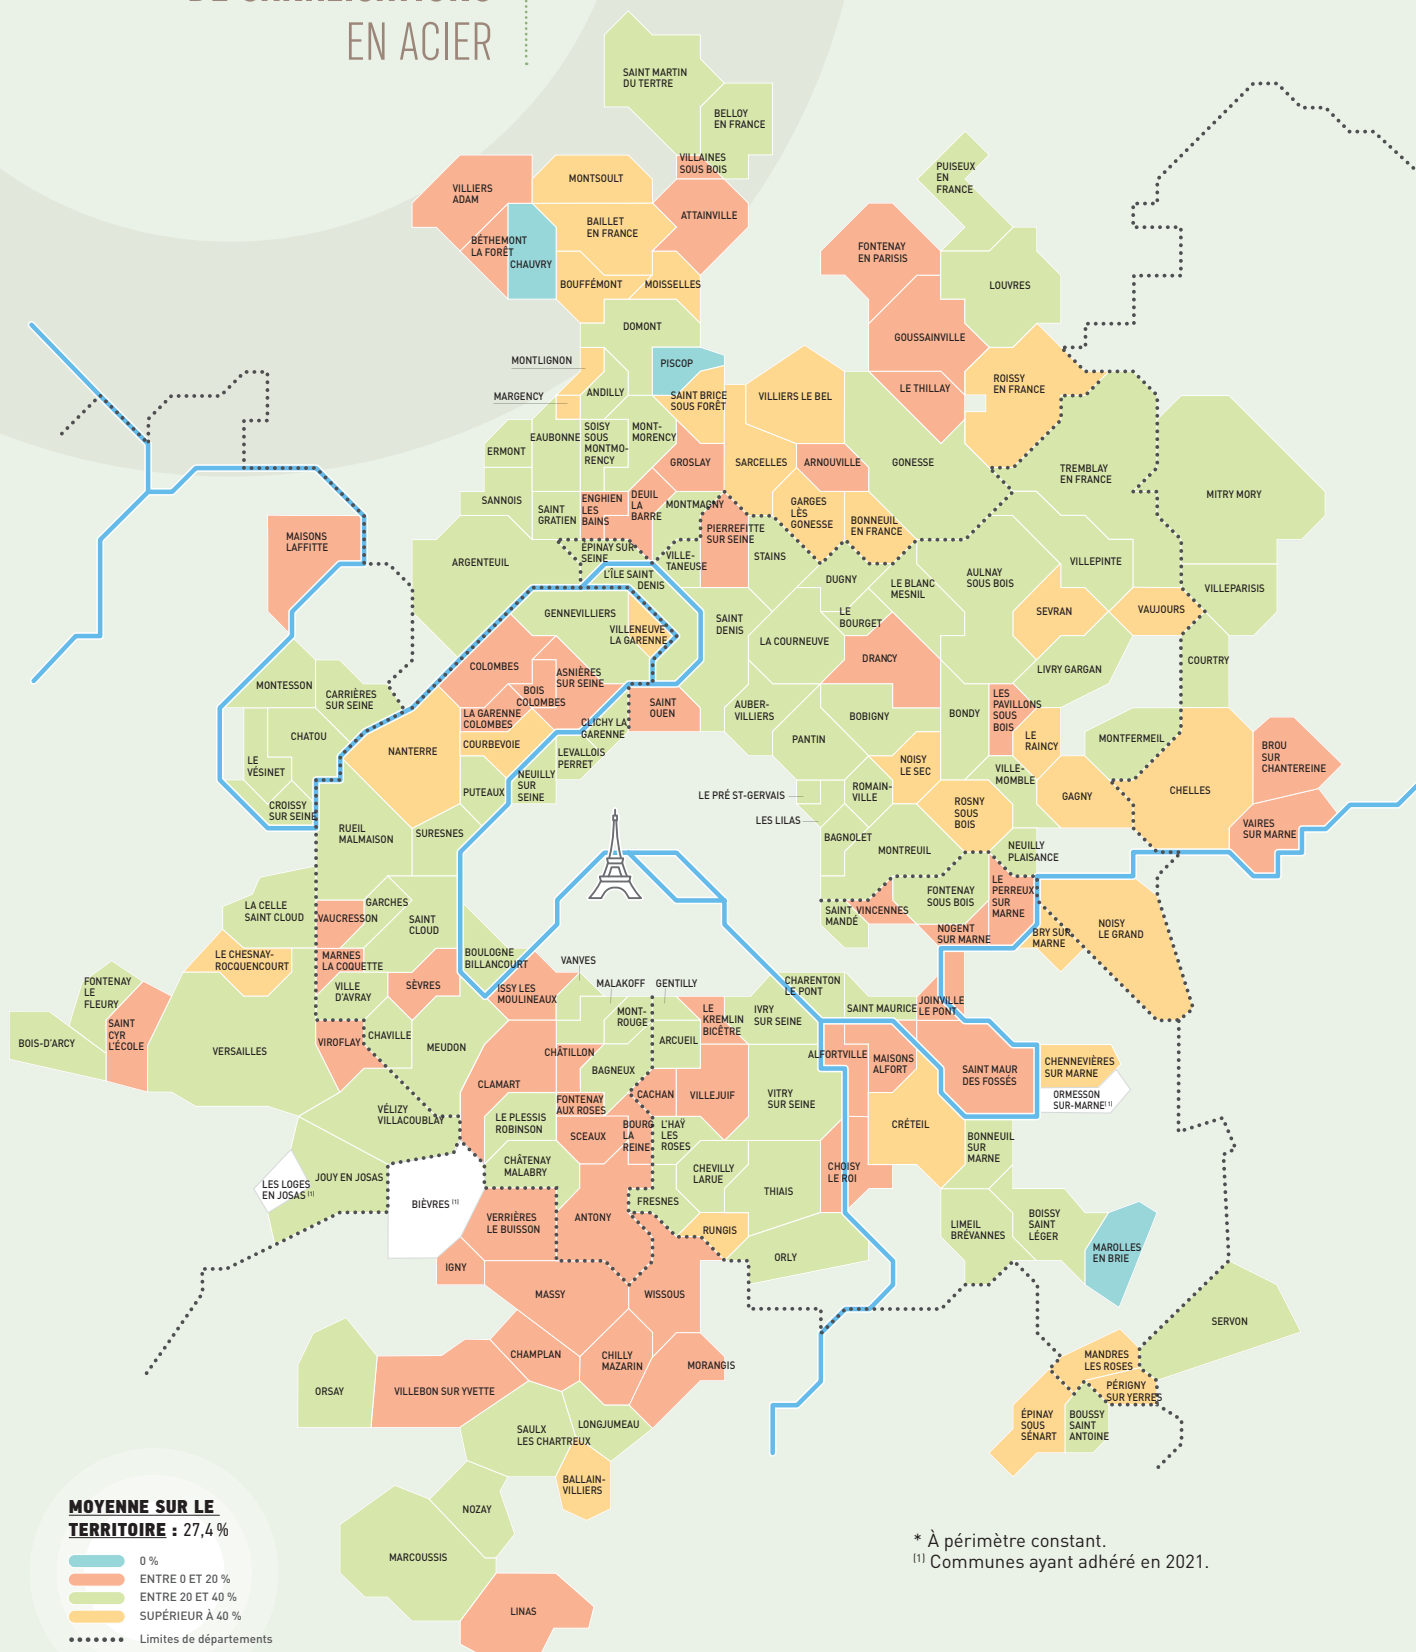 EN ACIER
SAINT MARTIN
DU TERTRE
BELLOY
EN FRANCE
VILLAINES
SOUS BOIS
PUISEUX
EN
FRANCE
MONTSOULT
VILLIERS
ADAM
ATTAINVILLE
BAILLET
EN FRANCE
BÉTHEMONT
LA FORÊT
CHAUVRY
FONTENAY
EN PARISIS
BOUFFÉMONT
MOISSELLES
LOUVRES
DOMONT
GOUSSAINVILLE
MONTLIGNON
PISCOP
ROISSY
EN FRANCE
LE THILLAY
ANDILLY
MARGENCY
SAINT BRICE
SOUS FORÊT
VILLIERS LE BEL
EAUBONNE
SOISY
SOUS
MONTMO-
RENCY
MONT-
MORENCY
ERMONT
GROSLAY
SARCELLES
ARNOUVILLE
GONESSE
TREMBLAY
EN FRANCE
MITRY MORY
SANNOIS
SAINT
GRATIEN
ENGHIEN
LES
BAINS
DEUIL
LA
BARRE
MONTMAGNY
GARGES
LÈS
GONESSE
BONNEUIL
EN FRANCE
PIERREFITTE
SUR SEINE
MAISONS
LAFFITTE
ARGENTEUIL
ÉPINAY SUR
SEINE
VILLE-
TANEUSE
STAINS
L'ÎLE SAINT
DENIS
DUGNY
LE BLANC
MESNIL
AULNAY
SOUS BOIS
VILLEPINTE
VILLEPARISIS
GENNEVILLIERS
VILLENEUVE
LA GARENNE
SAINT
DENIS
LE
BOURGET
LA COURNEUVE
SEVRAN
VAUJOURS
COLOMBES
ASNIÈRES
SUR SEINE
DRANCY
LIVRY GARGAN
COURTRY
MONTESSON
CARRIÈRES
SUR SEINE
BOIS
COLOMBES
LA GARENNE
COLOMBES
SAINT
OUEN
AUBER-
VILLIERS
BOBIGNY
BONDY
LES
PAVILLONS
SOUS
BOIS
CLICHY LA
GARENNE
CHATOU
NANTERRE
COURBEVOIE
LEVALLOIS
PERRET
PANTIN
LE
RAINCY
MONTFERMEIL
BROU
SUR
CHANTEREINE
LE
VÉSINET
NOISY
LE SEC
VILLE-
MOMBLE
NEUILLY
SUR
SEINE
PUTEAUX
LE PRÉ ST-GERVAIS
ROMAIN-
VILLE
GAGNY
CHELLES
CROISSY
SUR SEINE
ROSNY
SOUS
BOIS
LES LILAS
RUEIL
MALMAISON
SURESNES
BAGNOLET
MONTREUIL
NEUILLY
PLAISANCE
VAIRES
SUR MARNE
LA CELLE
SAINT CLOUD
GARCHES
VAUCRESSON
SAINT
CLOUD
SAINT
MANDÉ
VINCENNES
FONTENAY
SOUS BOIS
LE
PERREUX
SUR
MARNE
NOGENT
SUR MARNE
BRY SUR
MARNE
NOISY
LE GRAND
LE CHESNAY-
ROCQUENCOURT
MARNES
LA COQUETTE
BOULOGNE
BILLANCOURT
VANVES
FONTENAY
LE
FLEURY
VILLE
D'AVRAY
SÈVRES
ISSY LES
MOULINEAUX
MALAKOFF
GENTILLY
CHARENTON
LE PONT
SAINT MAURICE
JOINVILLE
LE PONT
SAINT
CYR
L'ÉCOLE
MONT-
ROUGE
LE
KREMLIN
BICÊTRE
IVRY
SUR SEINE
BOIS-D'ARCY
VERSAILLES
VIROFLAY
CHAVILLE
MEUDON
CHÂTILLON
ARCUEIL
ALFORTVILLE
MAISONS
ALFORT
SAINT MAUR
DES FOSSÉS
CHENNEVIÈRES
SUR MARNE
CLAMART
BAGNEUX
CACHAN
VILLEJUIF
VITRY
SUR SEINE
ORMESSON
SUR-MARNE(1)
VÉLIZY
VILLACOUBLAY
LE PLESSIS
ROBINSON
FONTENAY
AUX ROSES
SCEAUX
BOURG
LA
REINE
L'HAŸ
LES
ROSES
CRÉTEIL
BONNEUIL
SUR
MARNE
CHÂTENAY
MALABRY
CHEVILLY
LARUE
CHOISY
LE ROI
JOUY EN JOSAS
LES LOGES
EN JOSAS (1)
BIÈVRES (1)
FRESNES
THIAIS
VERRIÈRES
LE BUISSON
ANTONY
RUNGIS
LIMEIL
BRÉVANNES
BOISSY
SAINT
LÉGER
MAROLLES
EN BRIE
ORLY
IGNY
MASSY
WISSOUS
SERVON
CHAMPLAN
CHILLY
MAZARIN
MORANGIS
MANDRES
LES ROSES
ORSAY
VILLEBON SUR YVETTE
PÉRIGNY
SUR YERRES
SAULX
LES CHARTREUX
LONGJUMEAU
ÉPINAY
SOUS
SÉNART
BOUSSY
SAINT
ANTOINE
BALLAIN-
VILLIERS
NOZAY
MARCOUSSIS
LINAS
MOYENNE SUR LE
TERRITOIRE : 27,4 %
0 %
ENTRE 0 ET 20 %
ENTRE 20 ET 40 %
SUPÉRIEUR À 40 %
Limites de départements
* À périmètre constant.
(1) Communes ayant adhéré en 2021.